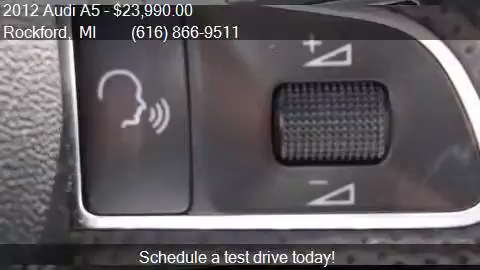 2012 Audi A5 - $23,990.00
Rockford, MI (616) 866-9511
+
-
Schedule a test drive today!